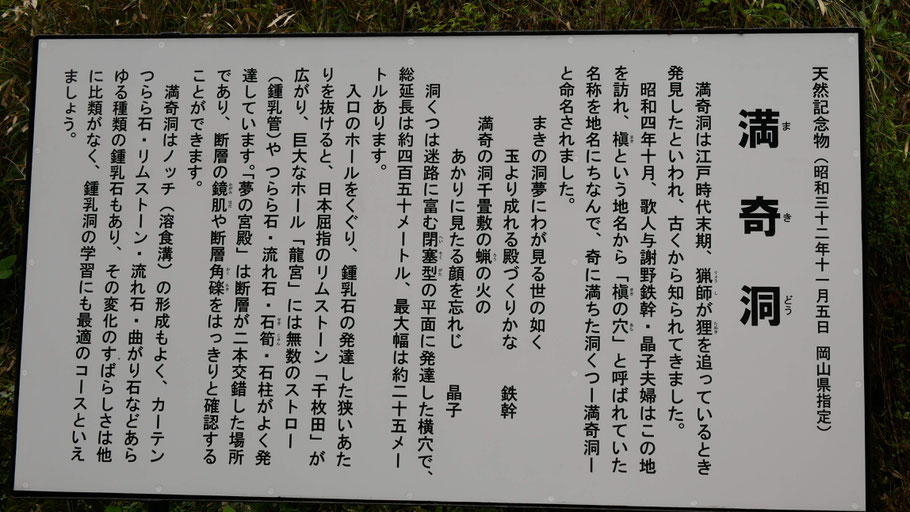 天然記念物（昭和三十二年十一月五日　岡山県指定）
満奇洞
まきどう
満奇洞は江戸時代末期、猟師が狸を追っているとき
発見したといわれ、古くから知られてきました。
昭和四年十月、歌人与謝野鉄幹・晶子夫婦はこの地
を訪れ、槇という地名から「槇の穴」と呼ばれていた
名称を地名にちなんで、奇に満ちた洞くつー満奇洞ー
と命名されました。
まきの洞夢にわが見る世の如く
玉より成れる殿づくりかな　鉄幹
満奇の洞千畳敷の蝋の火の
あかりに見たる顔を忘れじ　晶子
洞くつは迷路に富む閉塞型の平面に発達した横穴で、
総延長は約四百五十メートル、最大幅は約二十五メー
トルあります。
入口のホールをくぐり、鍾乳石の発達した狭いあた
りを抜けると、日本屈指のリムストーン「千枚田」が
広がり、巨大なホール「龍宮」には無数のストロー
（鍾乳管）や つらら石・流れ石・石筍・石柱がよく発
達しています。「夢の宮殿」は断層が二本交錯した場所
であり、断層の鏡肌や断層角礫をはっきりと確認する
ことができます。
満奇洞はノッチ（溶食溝）の形成もよく、カーテン
つらら石・リムストーン・流れ石・曲がり石などあら
ゆる種類の鍾乳石もあり、その変化のすばらしさは他
に比類がなく、鍾乳洞の学習にも最適のコースといえ
ましょう。